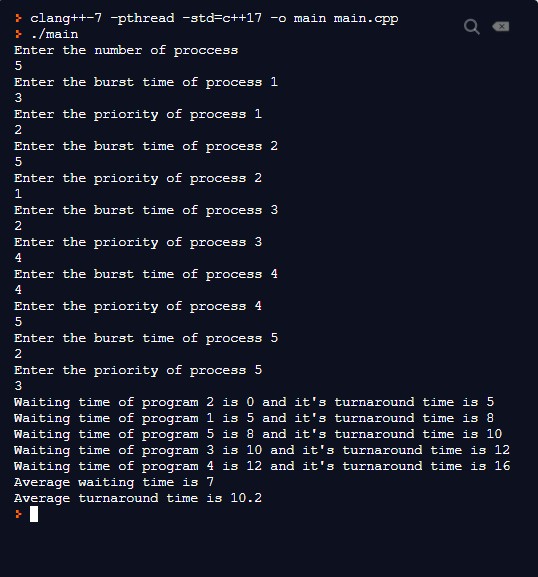 > clang++-7 -pthread -std=c++17 -o main main.cpp
> ./main
Enter the number of proccess
5
Enter the burst time of process 1
3
Enter the priority of process 1
2
Enter the burst time of process 2
5
Enter the priority of process 2
1
Enter the burst time of process 3
2
Enter the priority of process 3
4
Enter the burst time of process 4
4
Enter the priority of process 4
5
Enter the burst time of process 5
2
Enter the priority of process 5
3
Waiting time of program 2 is 0 and it's turnaround time is 5
Waiting time of program 1 is 5 and it's turnaround time is 8
Waiting time of program 5 is 8 and it's turnaround time is 10
Waiting time of program 3 is 10 and it's turnaround time is 12
Waiting time of program 4 is 12 and it's turnaround time is 16
Average waiting time is 7
Average turnaround time is 10.2
>